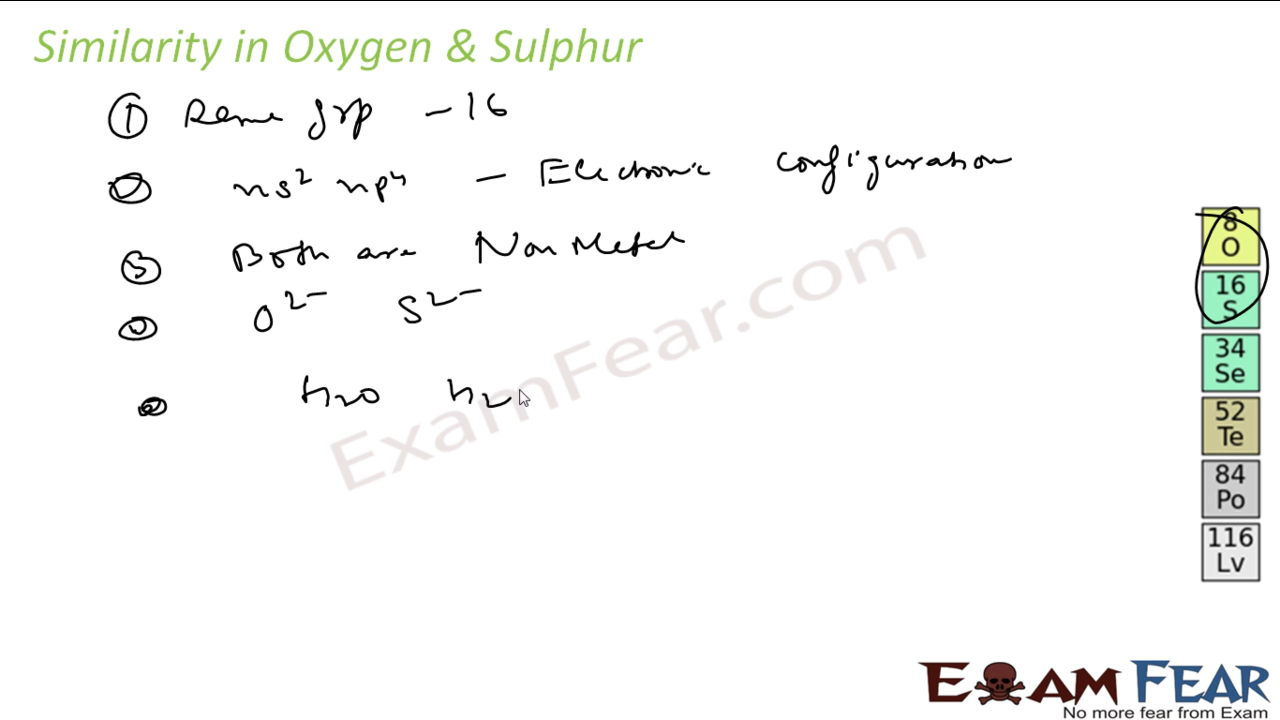 Similarity in Oxygen & Sulphur
① Same grp - 16
② ns² np⁴ - Electronic configuration
③ Both are Non Metal
O²⁻ S²⁻
H₂O H₂
8
O
16
S
34
Se
52
Te
84
Po
116
Lv
ExamFear.com
EXAM FEAR
No more fear from Exam